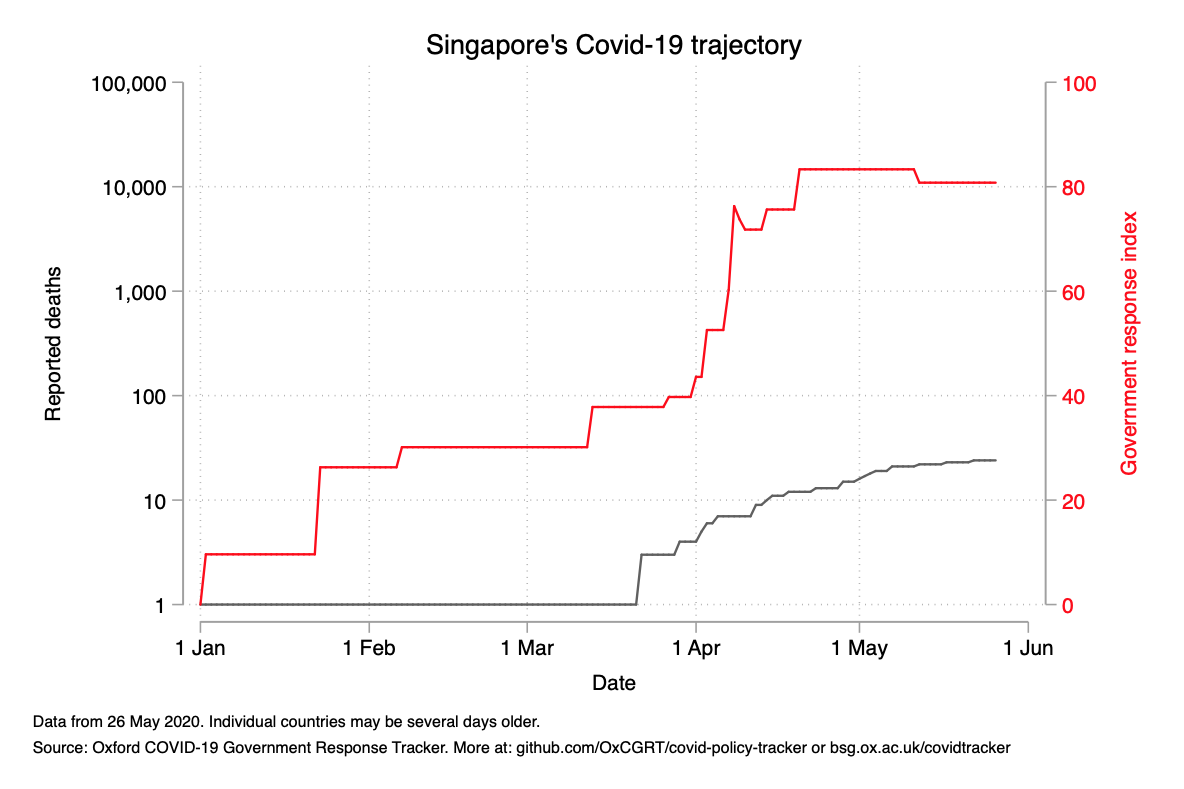 Singapore's Covid-19 trajectory
100,000
10,000
1,000
100
10
1
Reported deaths
100
80
60
40
20
0
Government response index
1 Jan
1 Feb
1 Mar
1 Apr
1 May
1 Jun
Date
Data from 26 May 2020. Individual countries may be several days older.
Source: Oxford COVID-19 Government Response Tracker. More at: github.com/OxCGRT/covid-policy-tracker or bsg.ox.ac.uk/covidtracker